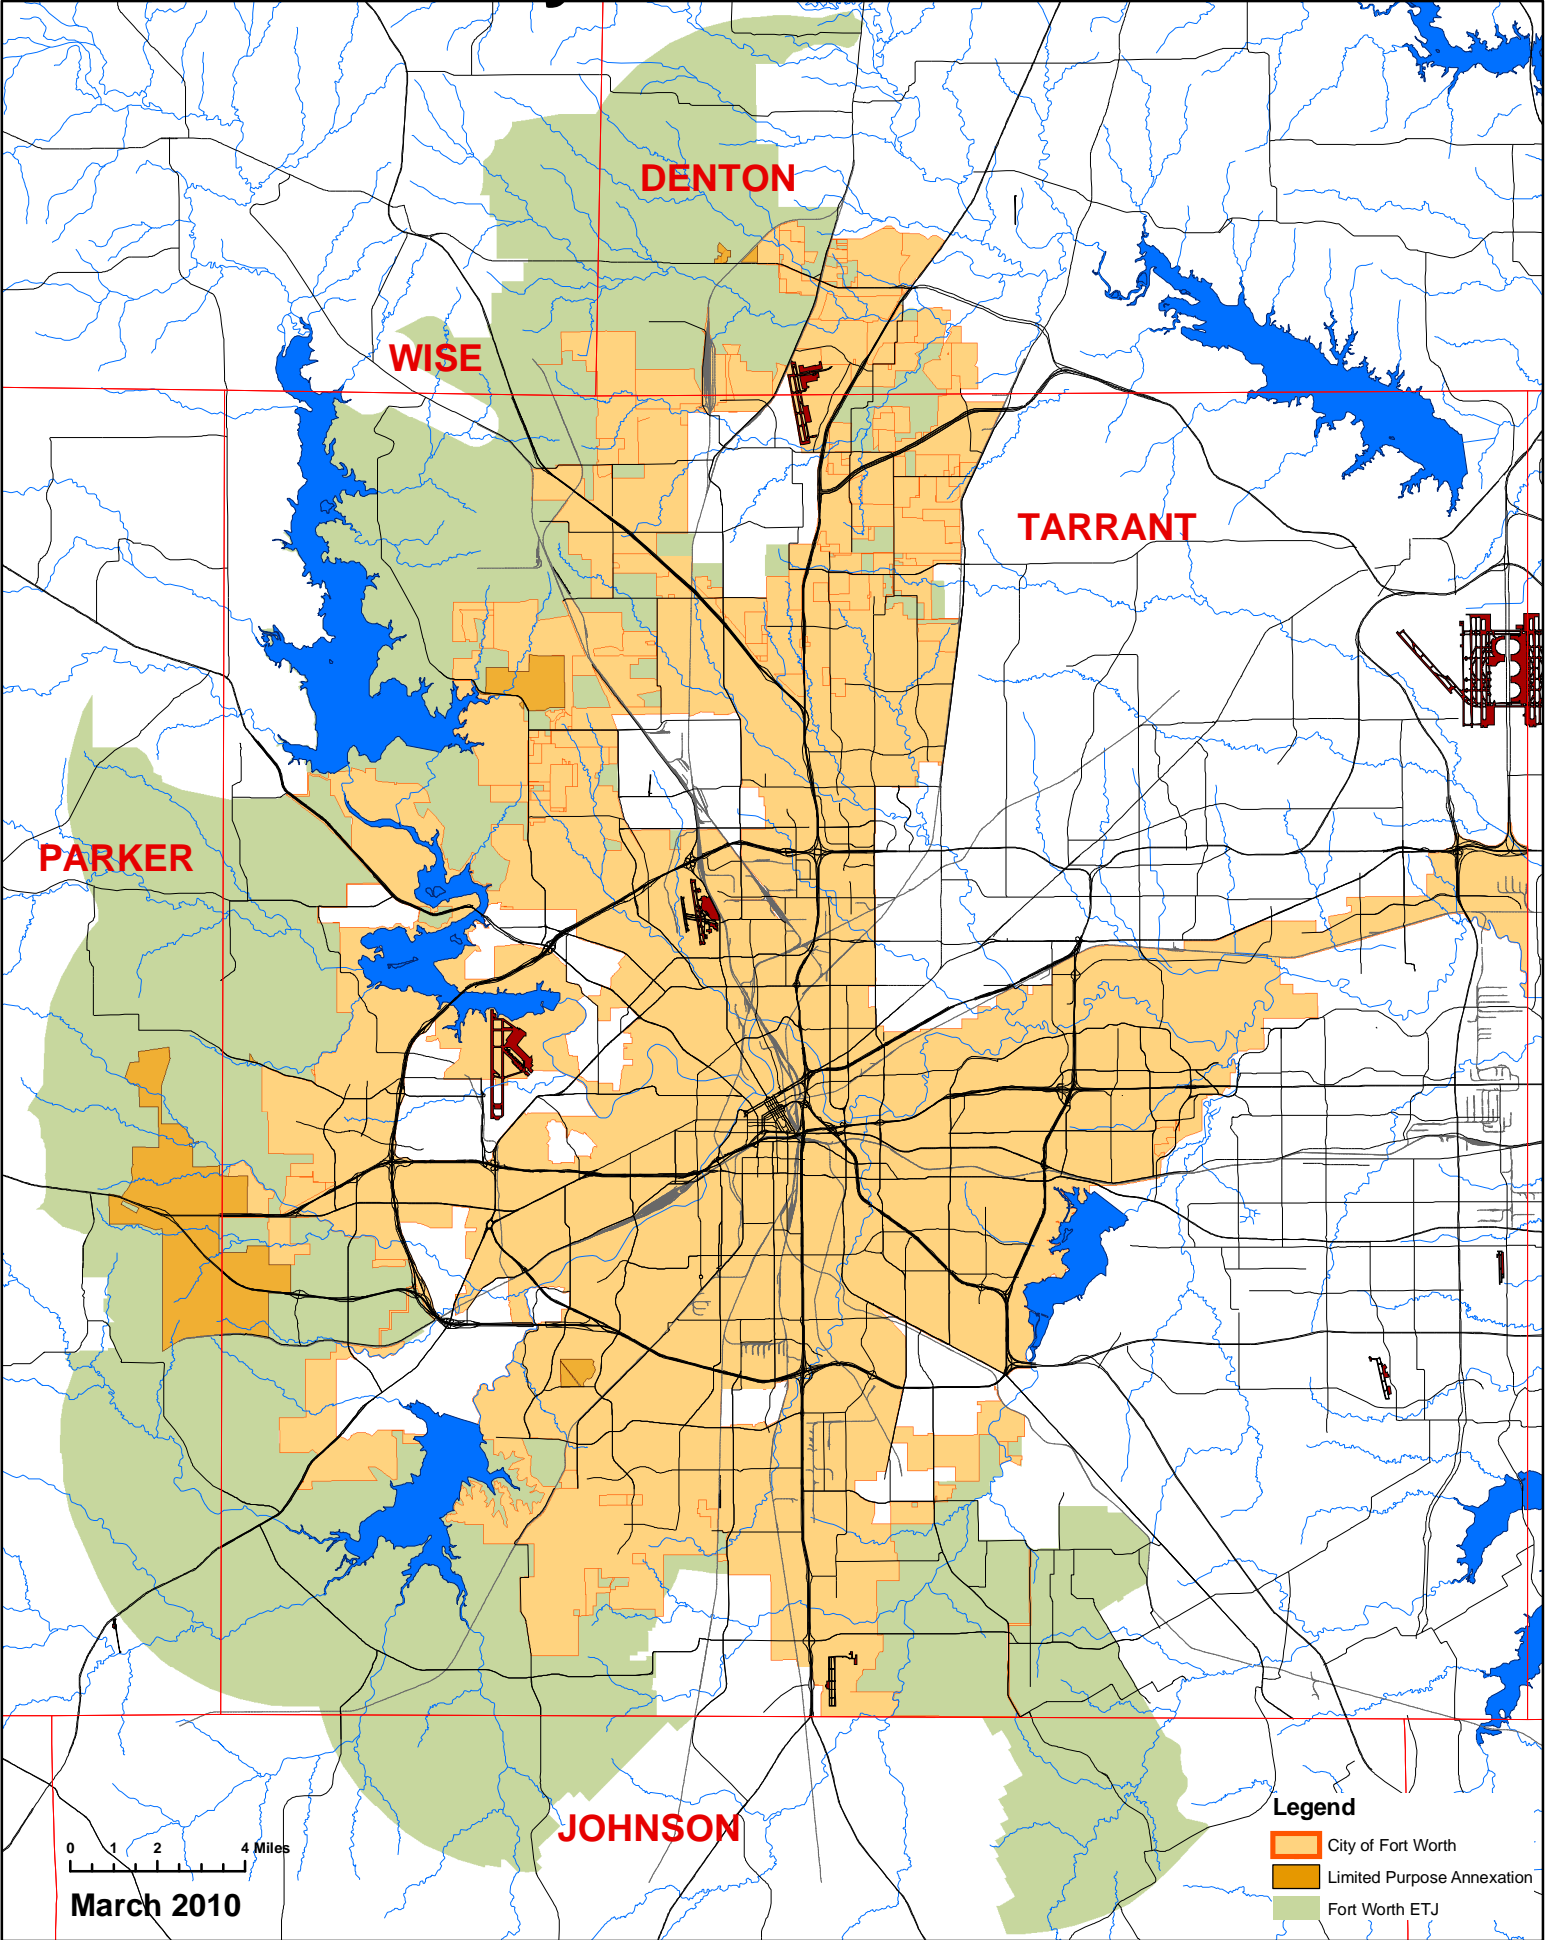 DENTON
WISE
TARRANT
PARKER
JOHNSON
Legend
City of Fort Worth
Limited Purpose Annexation
Fort Worth ETJ
0 1 2 4 Miles
March 2010